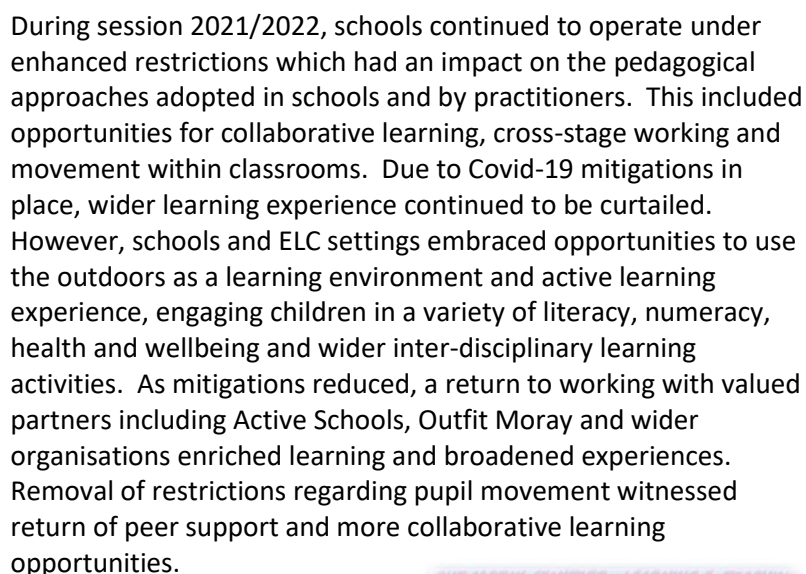 During session 2021/2022, schools continued to operate under
enhanced restrictions which had an impact on the pedagogical
approaches adopted in schools and by practitioners.  This included
opportunities for collaborative learning, cross-stage working and
movement within classrooms.  Due to Covid-19 mitigations in
place, wider learning experience continued to be curtailed.
However, schools and ELC settings embraced opportunities to use
the outdoors as a learning environment and active learning
experience, engaging children in a variety of literacy, numeracy,
health and wellbeing and wider inter-disciplinary learning
activities.  As mitigations reduced, a return to working with valued
partners including Active Schools, Outfit Moray and wider
organisations enriched learning and broadened experiences.
Removal of restrictions regarding pupil movement witnessed
return of peer support and more collaborative learning
opportunities.